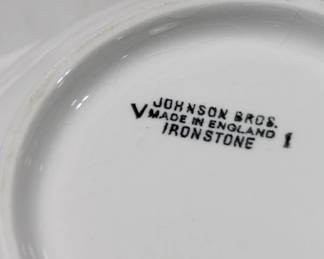 JOHNSON BROS.
V MADE IN ENGLAND
IRONSTONE 1